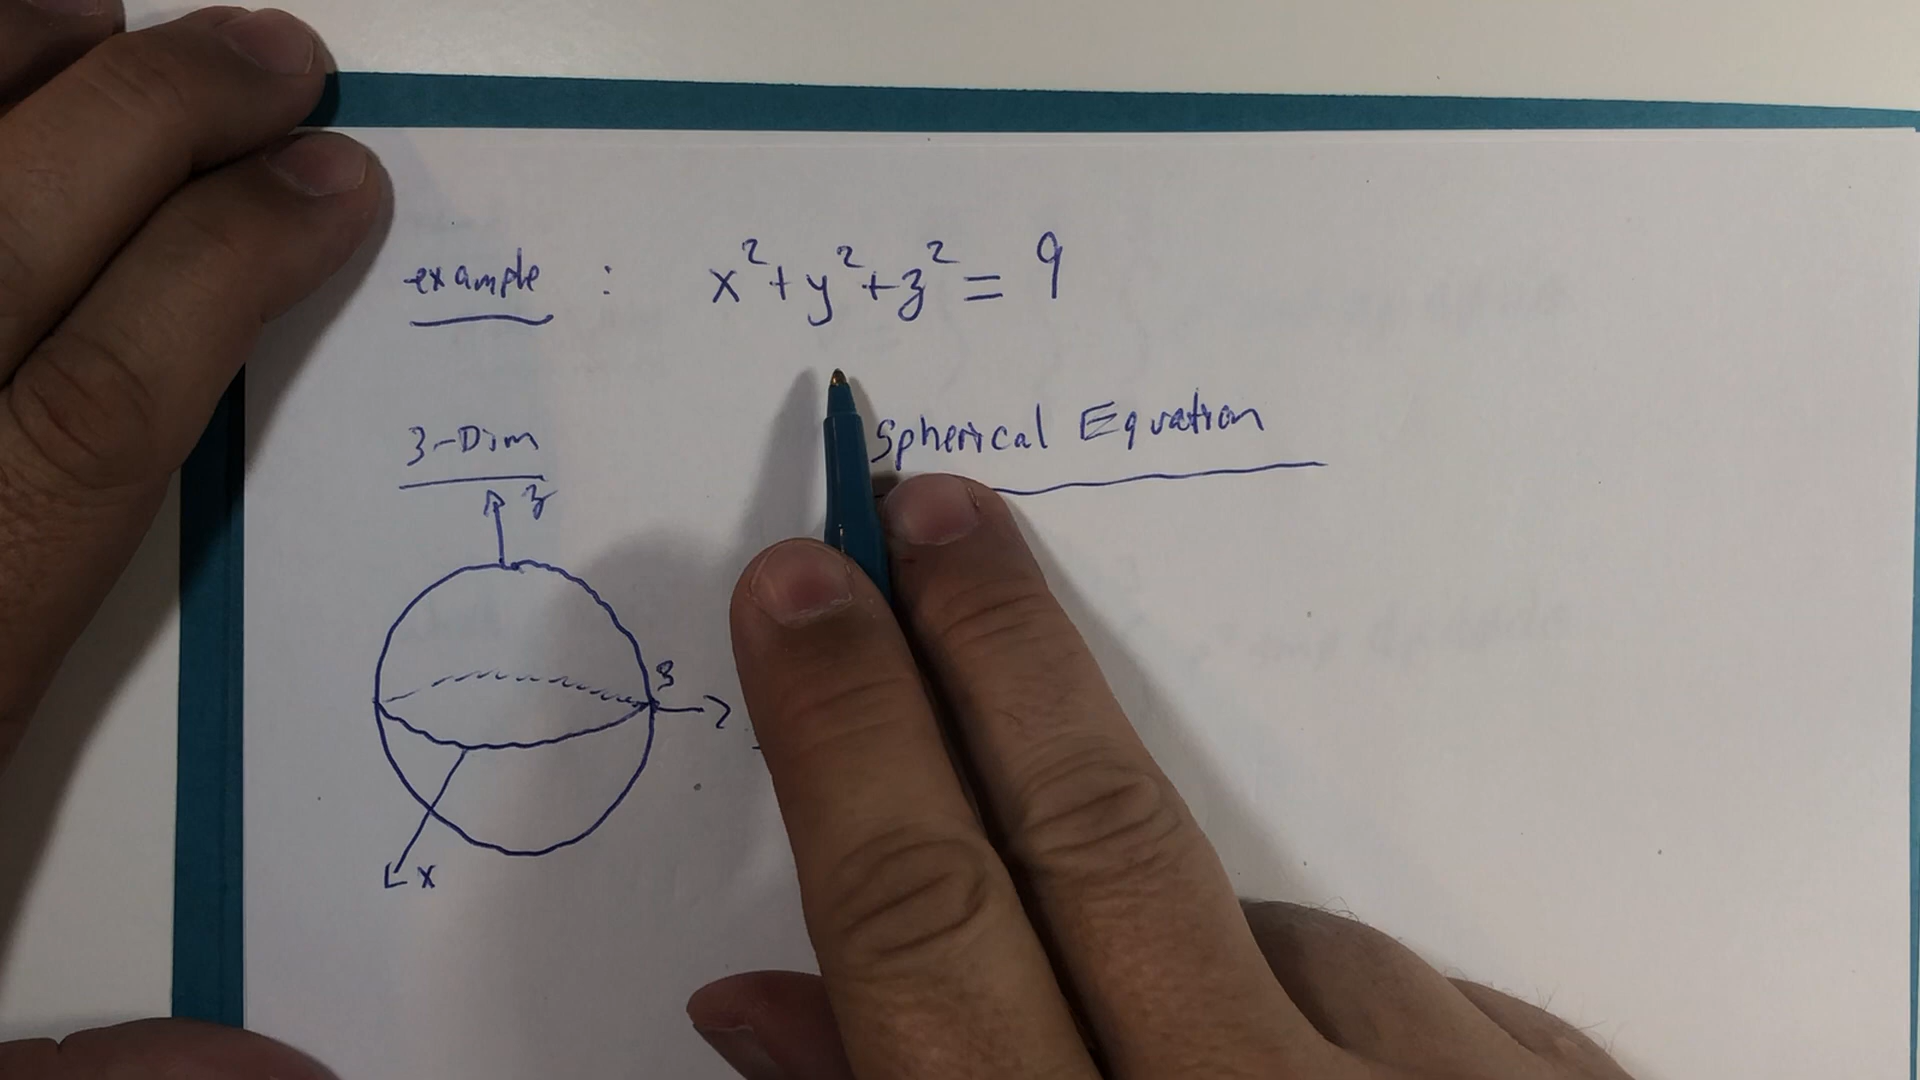 example : x²+y²+z² = 9
3-Dim
Spherical Equation
z
3
x